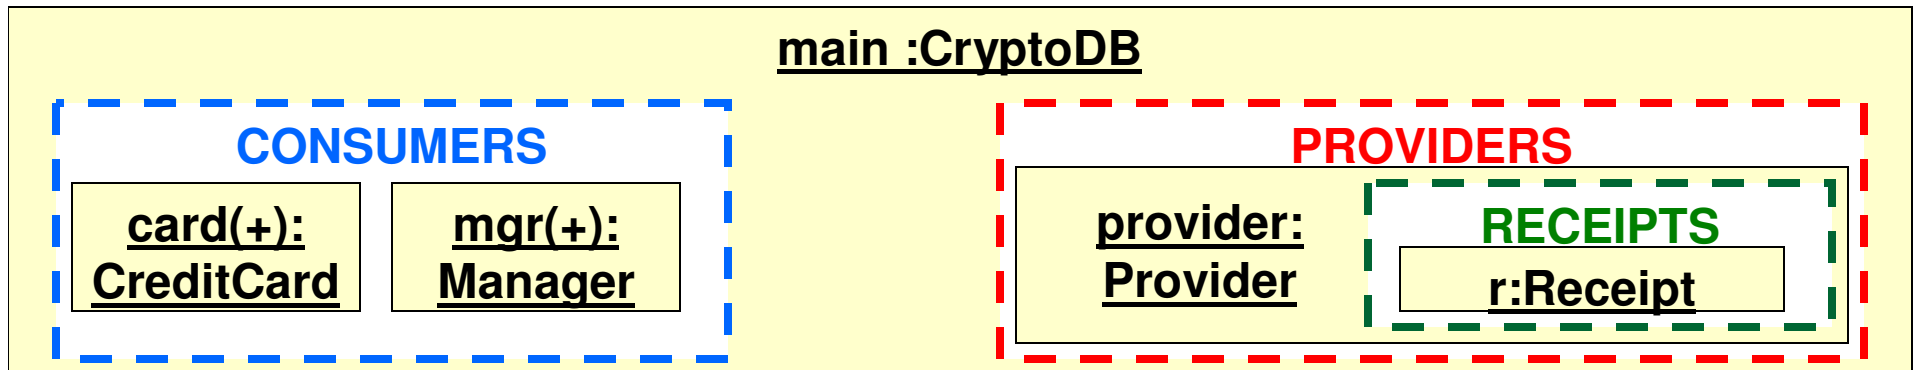 main :CryptoDB
CONSUMERS
card(+):
CreditCard
mgr(+):
Manager
PROVIDERS
provider:
Provider
RECEIPTS
r:Receipt